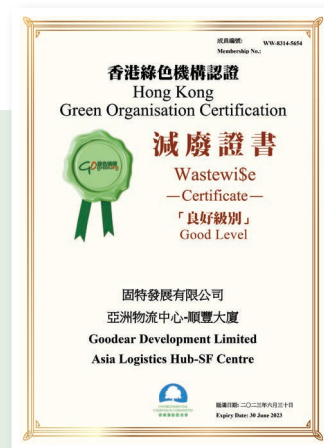 成員編號: WW-8314-5654
Membership No.:
香港綠色機構認證
Hong Kong
Green Organisation Certification
減廢證書
Wastewi$e
—Certificate—
「良好級別」
Good Level
固特發展有限公司
亞洲物流中心-順豐大廈
Goodear Development Limited
Asia Logistics Hub-SF Centre
屆滿日期: 二〇二三年六月三十日
Expiry Date: 30 June 2023